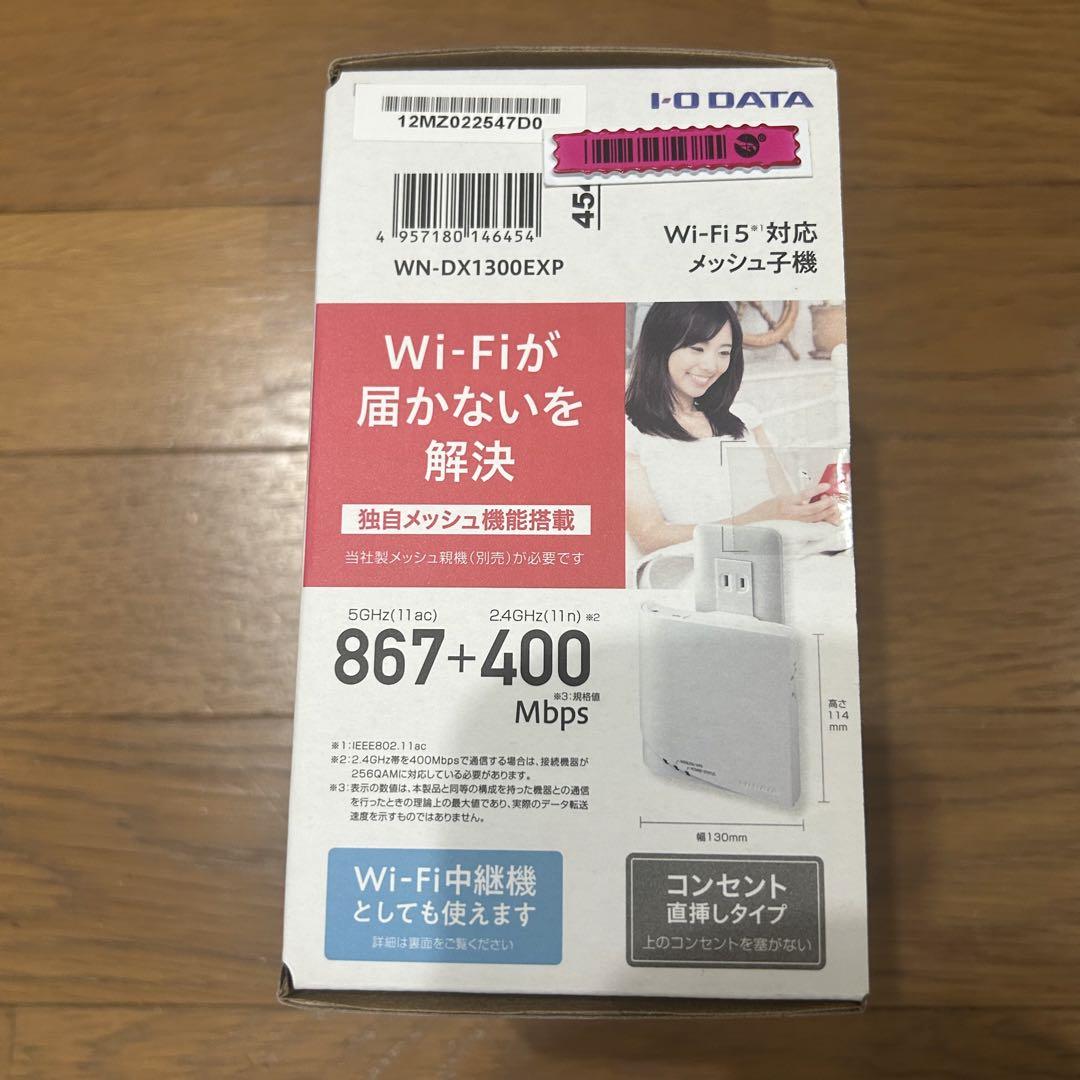 I-O DATA
12MZ022547D0
454
4 957180 146454
WN-DX1300EXP
Wi-Fi 5※1対応
メッシュ子機
Wi-Fiが
届かないを
解決
独自メッシュ機能搭載
当社製メッシュ親機(別売)が必要です
5GHz(11ac) 2.4GHz(11n)※2
867+400
※3:規格値
Mbps
※1:IEEE802.11ac
※2:2.4GHz帯を400Mbpsで通信する場合は、接続機器が
256QAMに対応している必要があります。
※3:表示の数値は、本製品と同等の構成を持った機器との通信
を行ったときの理論上の最大値であり、実際のデータ転送
速度を示すものではありません。
高さ
114
mm
幅130mm
Wi-Fi中継機
としても使えます
詳細は裏面をご覧ください
コンセント
直挿しタイプ
上のコンセントを塞がない